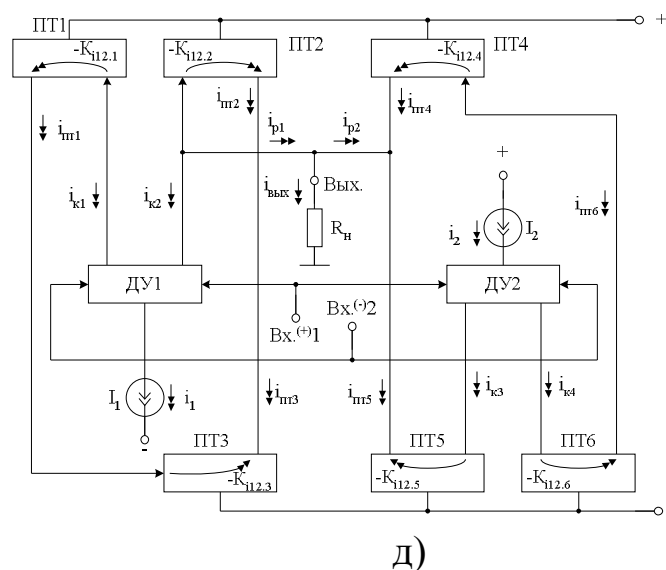 ПТ1
-Ki12.1
-Ki12.2
ПТ2
-Ki12.4
ПТ4
+
iпт1
iпт2
iр1
iр2
iпт4
iк1
iк2
iвых
Вых.
Rн
+
i2
I2
iпт6
ДУ1
ДУ2
Вх.(+)1
Вх.(-)2
I1
i1
-
iпт3
iпт5
iк3
iк4
ПТ3
ПТ5
ПТ6
-Ki12.3
-Ki12.5
-Ki12.6
д)